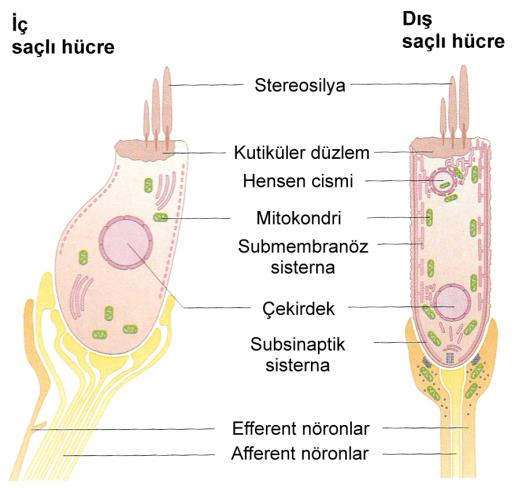 İç
saçlı hücre
Dış
saçlı hücre
Stereosilya
Kutiküler düzlem
Hensen cismi
Mitokondri
Submembranöz
sisterna
Çekirdek
Subsinaptik
sisterna
Efferent nöronlar
Afferent nöronlar